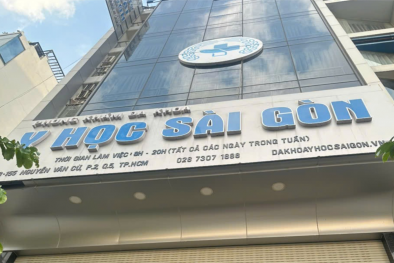 PHÒNG KHÁM ĐA KHOA
Y HỌC SÀI GÒN
THỜI GIAN LÀM VIỆC: 8H - 20H (TẤT CẢ CÁC NGÀY TRONG TUẦN)
-155 NGUYỄN VĂN CỪ, P.2, Q.5, TP.HCM 028 7307 1888 DAKHOAYHOCSAIGON.VN